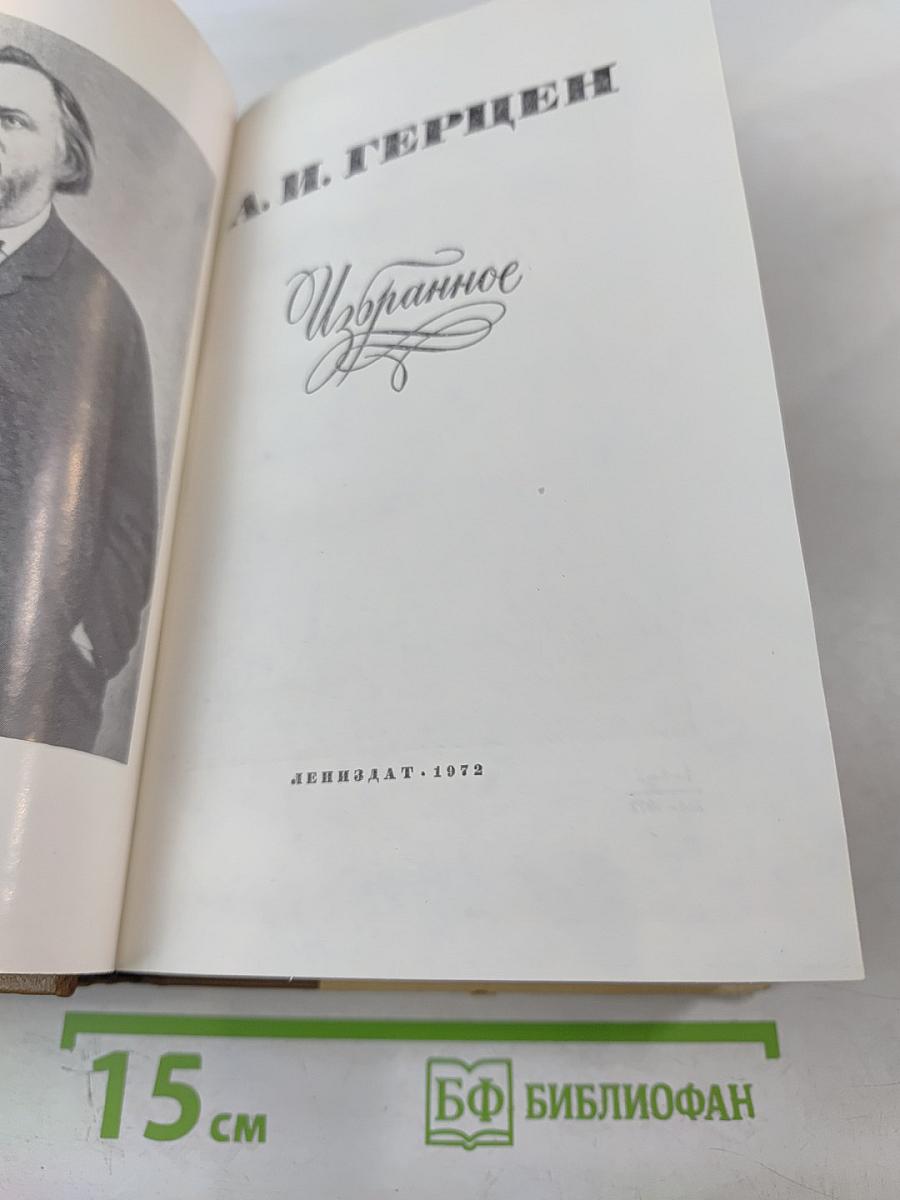 А. И. ГЕРЦЕН
Избранное
ЛЕНИЗДАТ · 1972
15 см
БФ БИБЛИОФАН